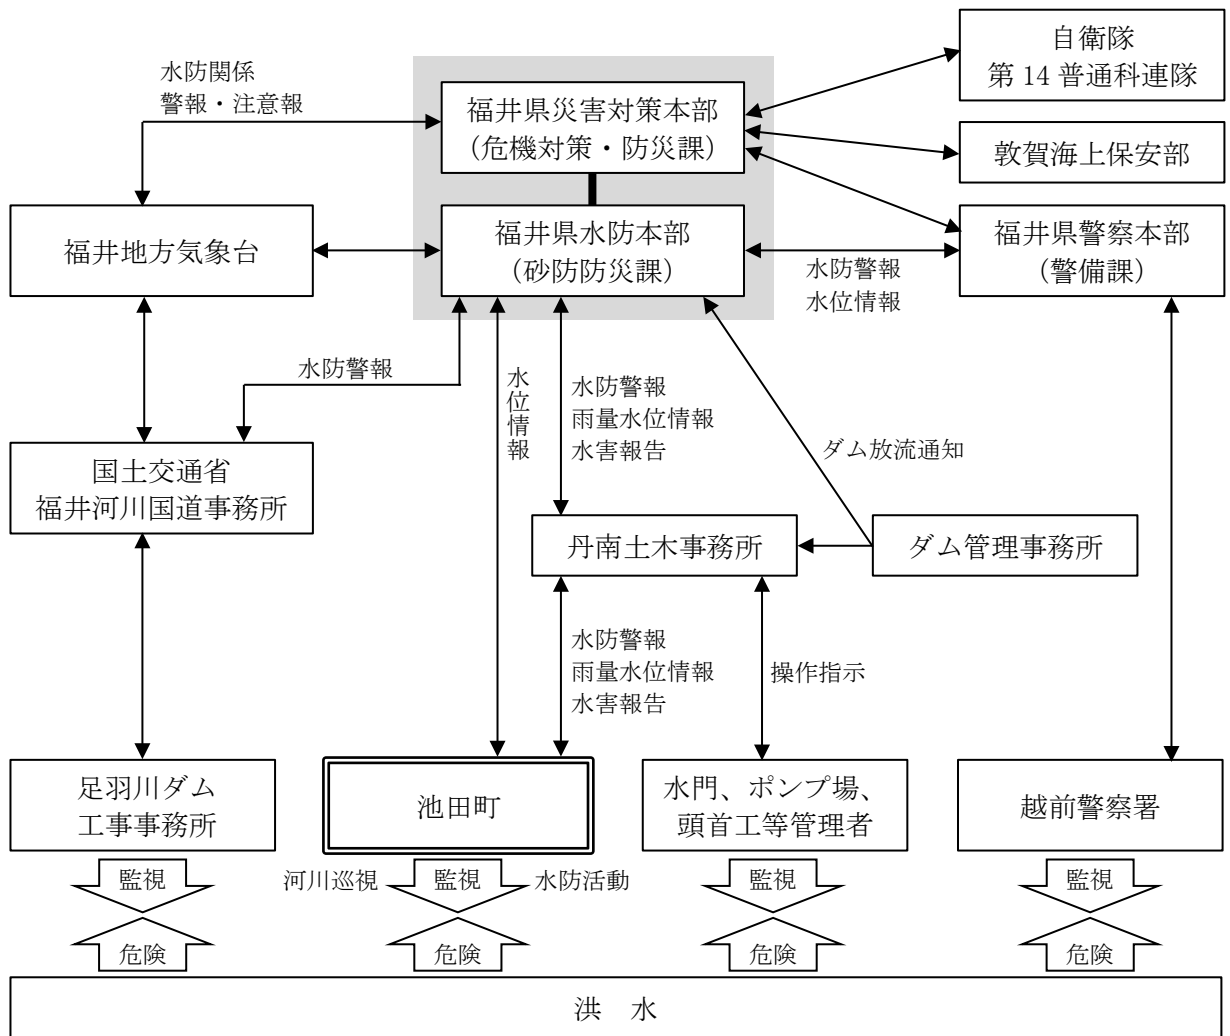 自衛隊
第 14 普通科連隊
水防関係
警報・注意報
福井県災害対策本部
（危機対策・防災課）
敦賀海上保安部
福井地方気象台
福井県水防本部
（砂防防災課）
福井県警察本部
（警備課）
水防警報
水位情報
水防警報
水位情報
水防警報
雨量水位情報
水害報告
ダム放流通知
国土交通省
福井河川国道事務所
丹南土木事務所
ダム管理事務所
水防警報
雨量水位情報
水害報告
操作指示
足羽川ダム
工事事務所
池田町
水門、ポンプ場、
頭首工等管理者
越前警察署
監視
河川巡視
監視
水防活動
監視
監視
危険
危険
危険
危険
洪　水